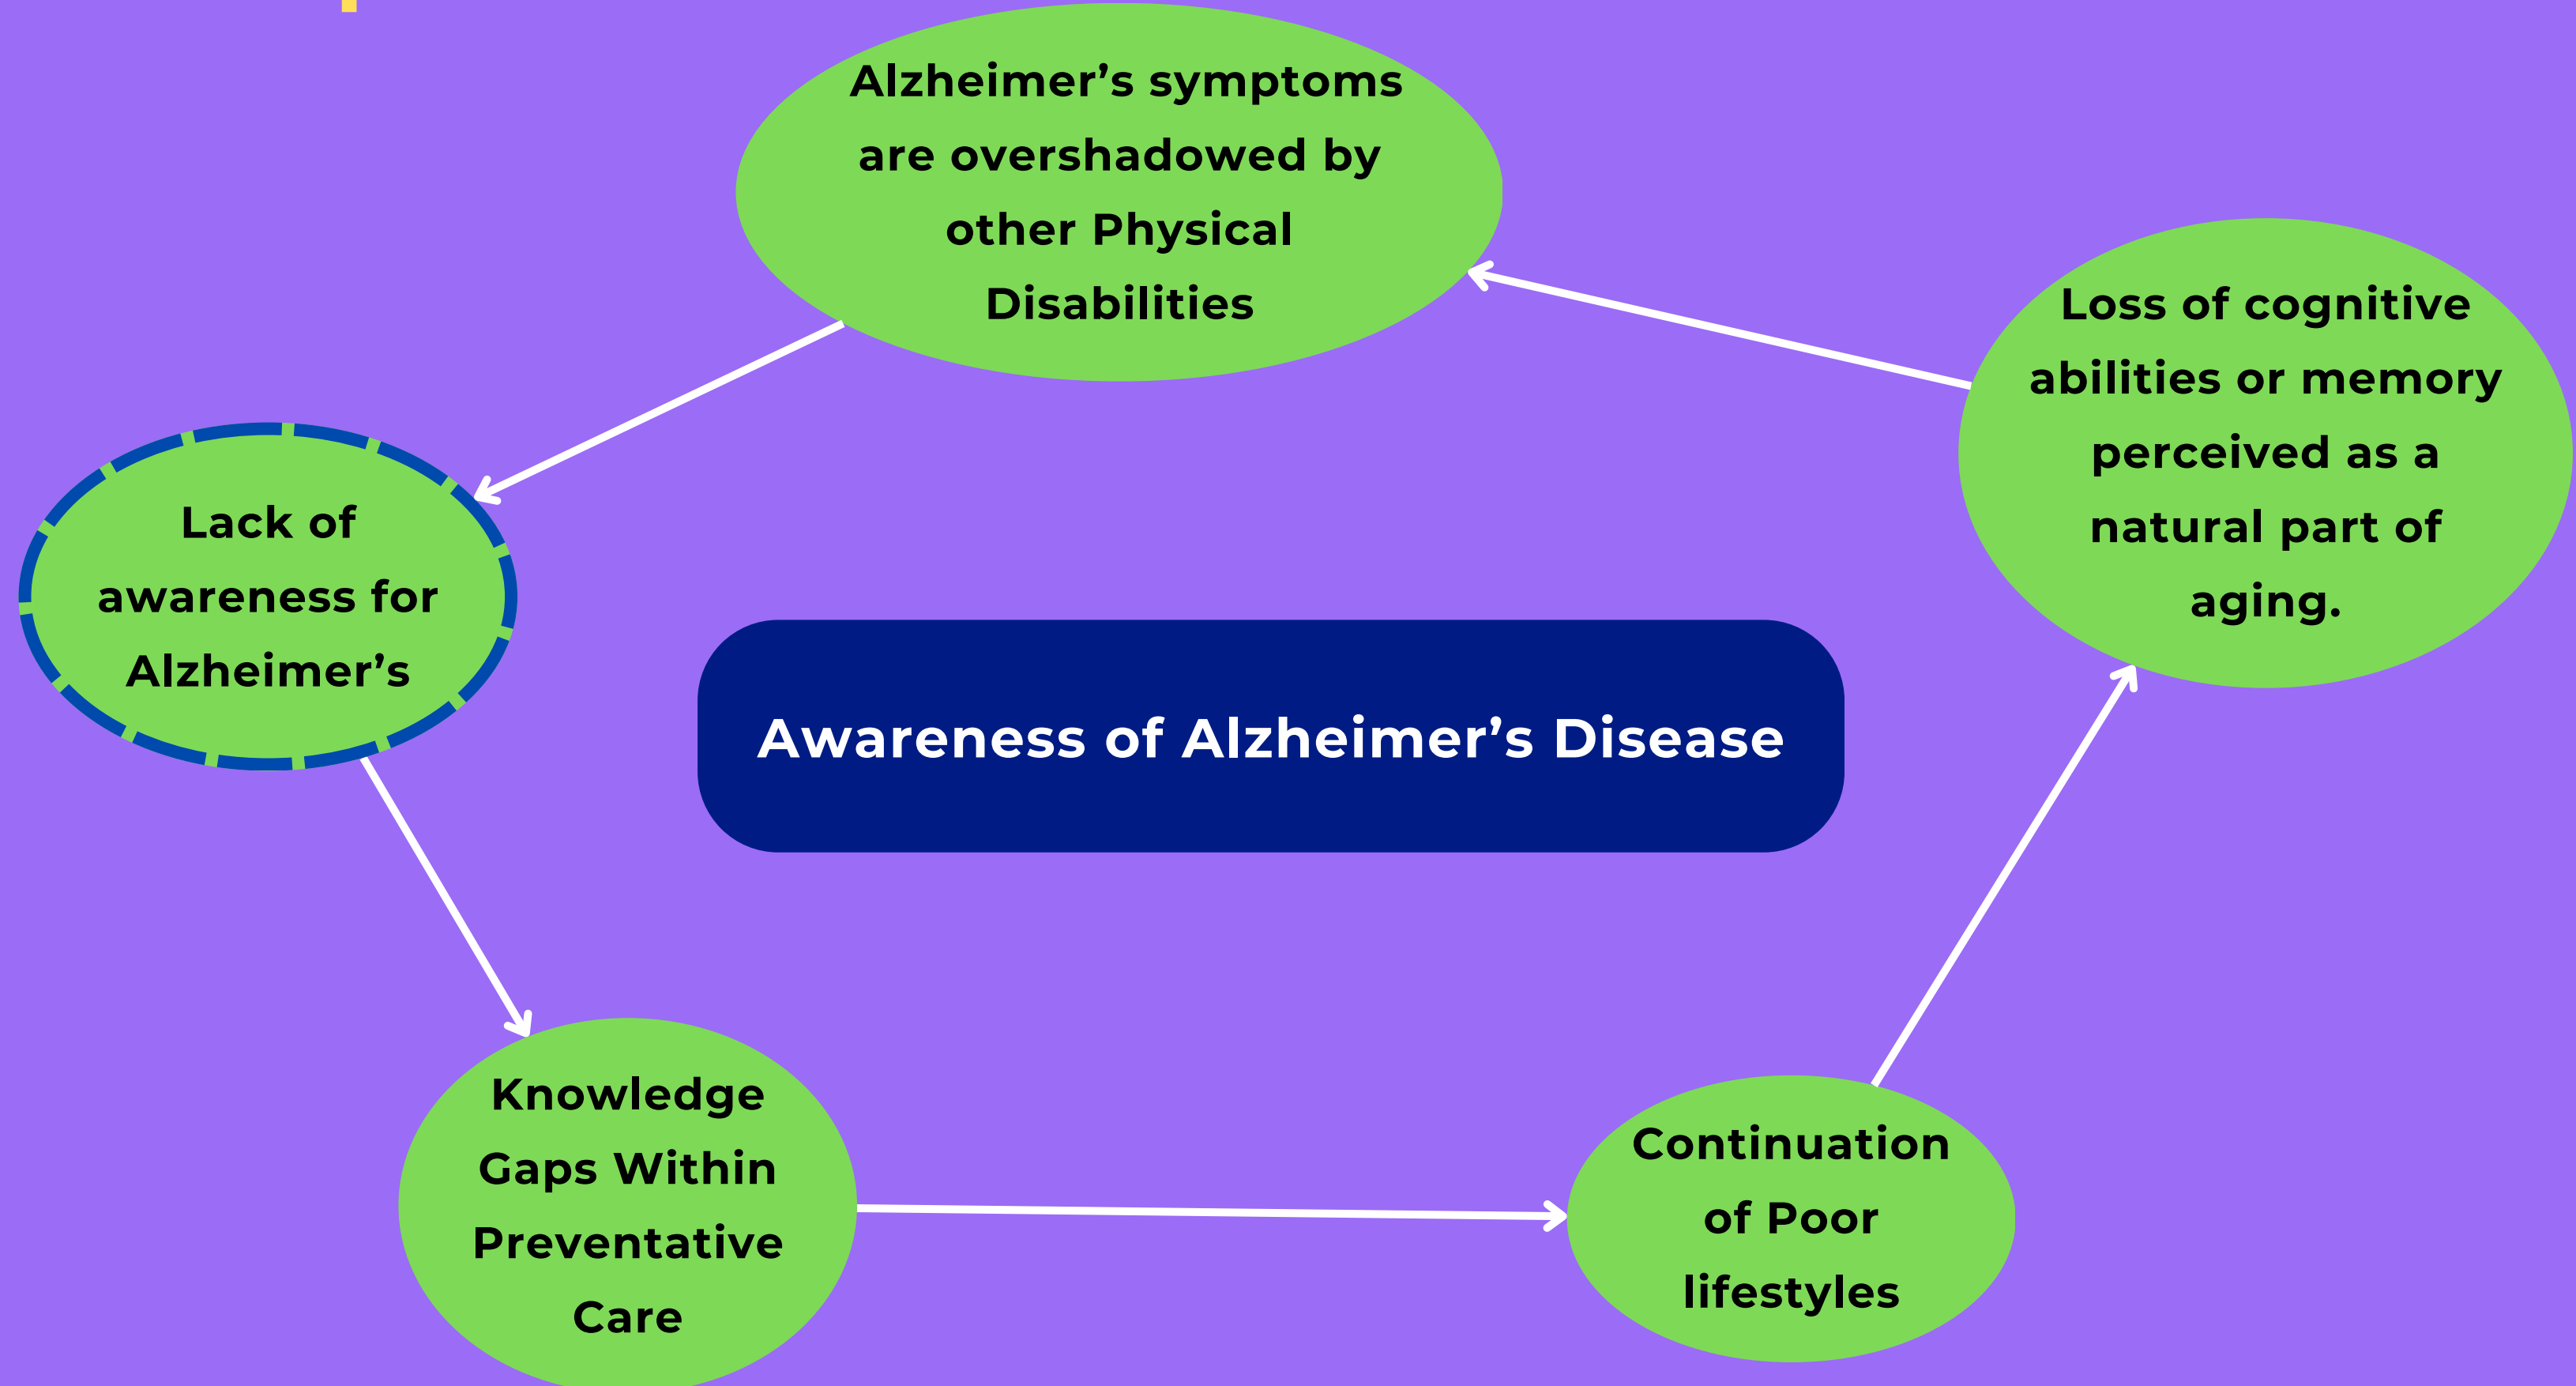 Alzheimer’s symptoms
are overshadowed by
other Physical
Disabilities
Loss of cognitive
abilities or memory
perceived as a
natural part of
aging.
Lack of
awareness for
Alzheimer’s
Awareness of Alzheimer’s Disease
Knowledge
Gaps Within
Preventative
Care
Continuation
of Poor
lifestyles